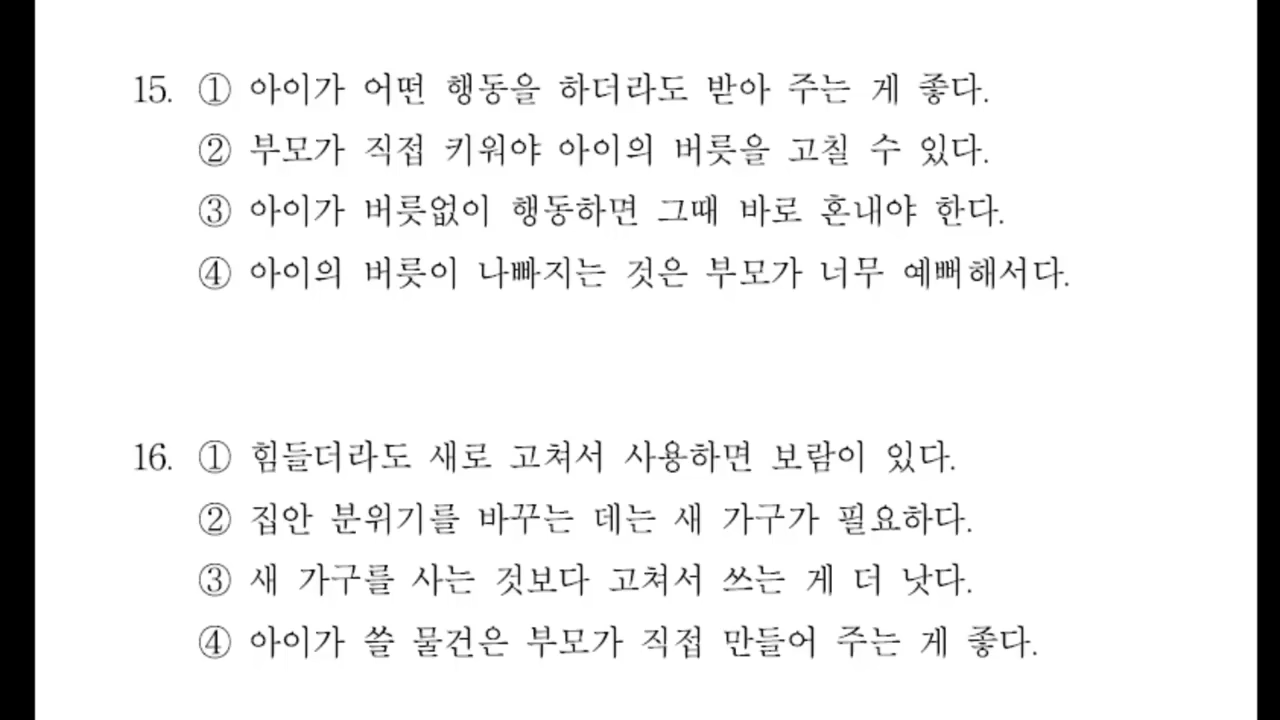 15. ① 아이가 어떤 행동을 하더라도 받아 주는 게 좋다.
② 부모가 직접 키워야 아이의 버릇을 고칠 수 있다.
③ 아이가 버릇없이 행동하면 그때 바로 혼내야 한다.
④ 아이의 버릇이 나빠지는 것은 부모가 너무 예뻐해서다.
16. ① 힘들더라도 새로 고쳐서 사용하면 보람이 있다.
② 집안 분위기를 바꾸는 데는 새 가구가 필요하다.
③ 새 가구를 사는 것보다 고쳐서 쓰는 게 더 낫다.
④ 아이가 쓸 물건은 부모가 직접 만들어 주는 게 좋다.